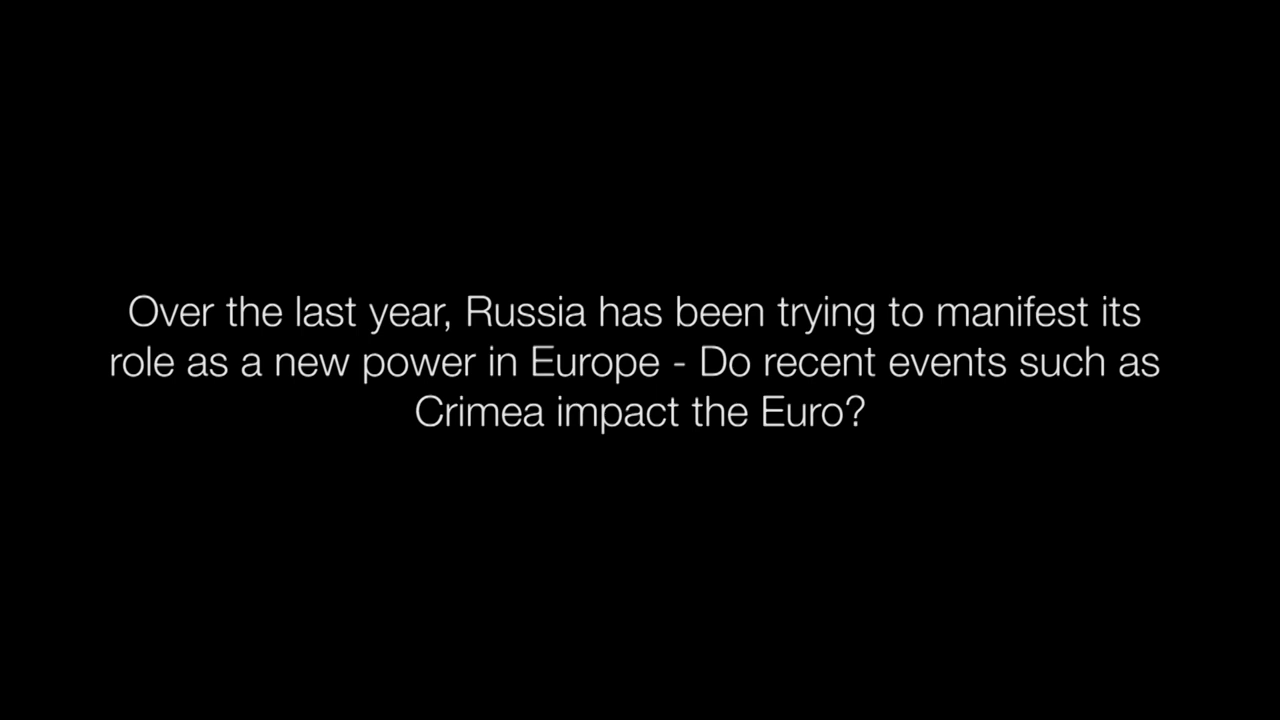 Over the last year, Russia has been trying to manifest its
role as a new power in Europe - Do recent events such as
Crimea impact the Euro?